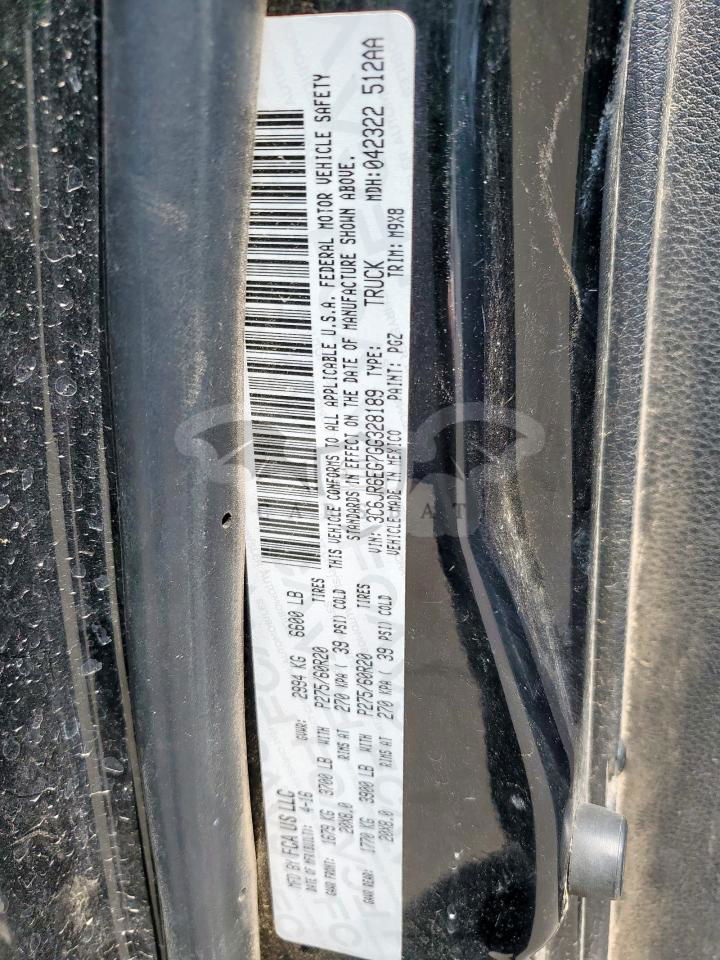 MFD BY FCA US LLC
DATE OF MFR(BUILD): 4-16 GVWR: 2994 KG 6600 LB
GAWR FRONT: 1679 KG 3700 LB WITH P275/60R20 TIRES
20X8.0 RIMS AT 270 KPA ( 39 PSI) COLD
GAWR REAR: 1770 KG 3900 LB WITH P275/60R20 TIRES
20X8.0 RIMS AT 270 KPA ( 39 PSI) COLD
THIS VEHICLE CONFORMS TO ALL APPLICABLE U.S.A. FEDERAL MOTOR VEHICLE SAFETY
STANDARDS IN EFFECT ON THE DATE OF MANUFACTURE SHOWN ABOVE.
VIN: 3C6JR6EG7GG328189 TYPE: TRUCK MDH:042322 512AA
VEHICLE MADE IN MEXICO PAINT: PGZ TRIM: M9X8